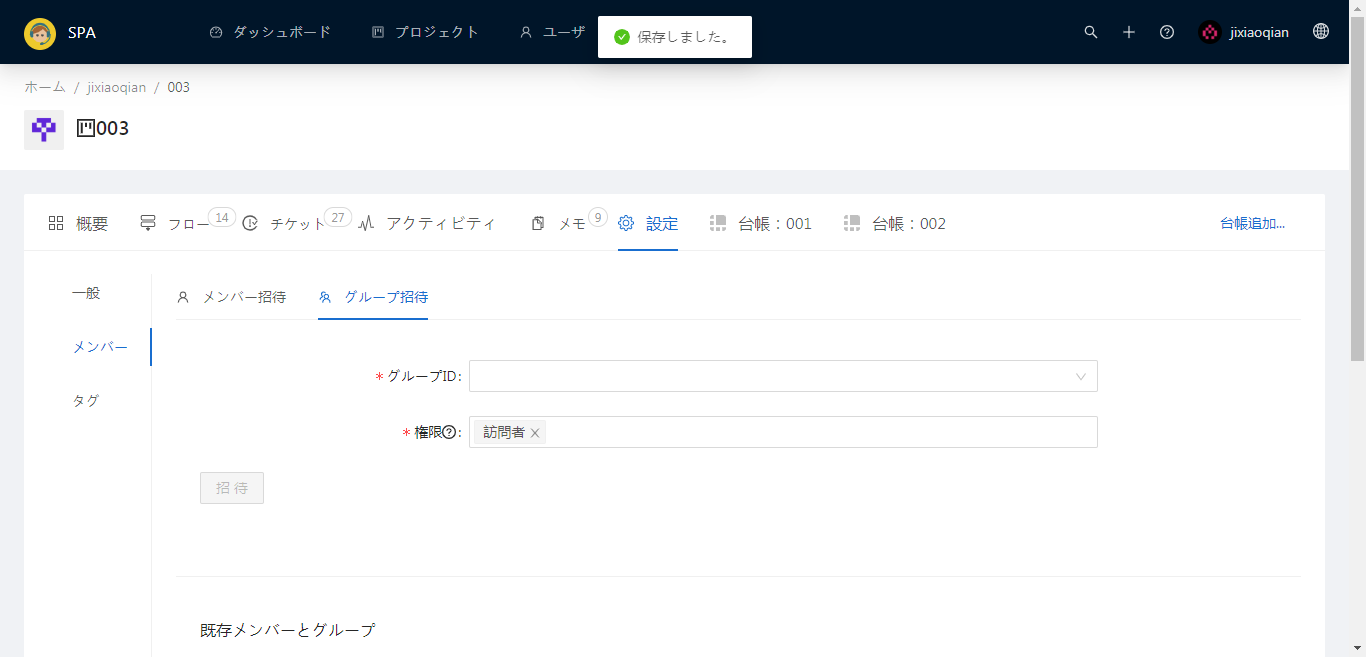 SPA ダッシュボード プロジェクト ユーザ 保存しました。 jixiaoqian
ホーム / jixiaoqian / 003
003
概要 フロー 14 チケット 27 アクティビティ メモ 9 設定 台帳：001 台帳：002 台帳追加...
一般
メンバー招待 グループ招待
メンバー
* グループID:
タグ
* 権限?: 訪問者
招 待
既存メンバーとグループ